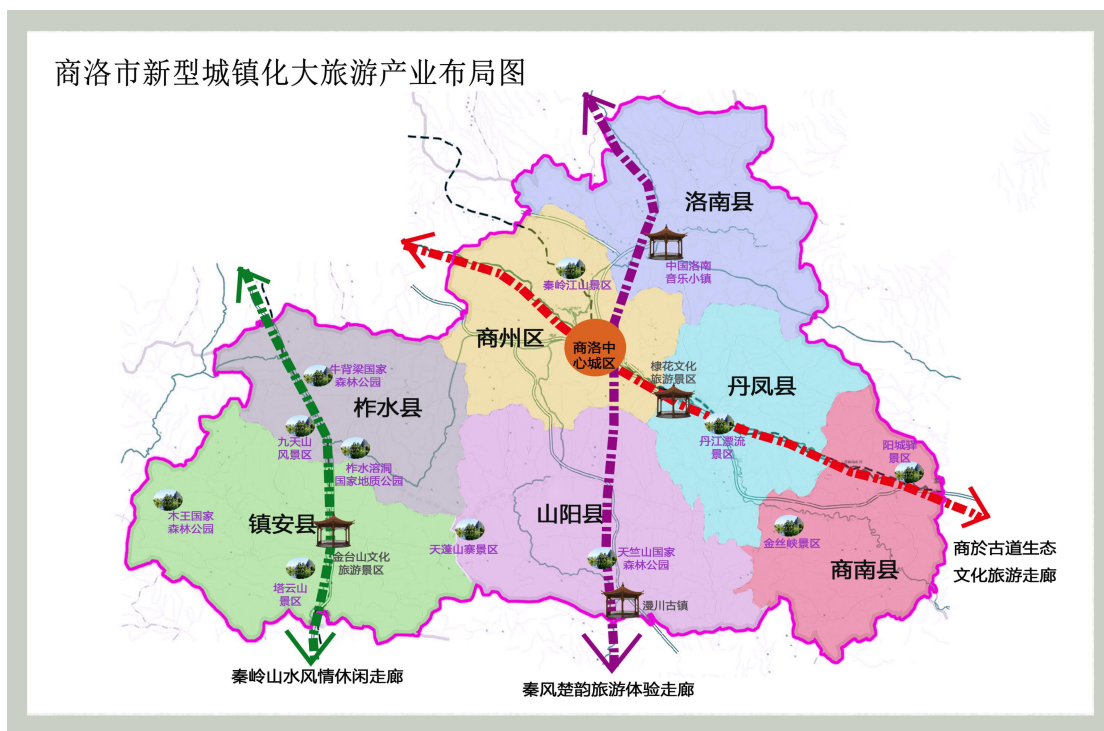 商洛市新型城镇化大旅游产业布局图
洛南县
中国洛南
音乐小镇
秦岭江山景区
商州区
商洛中
心城区
棣花文化
旅游景区
丹凤县
牛背梁国家
森林公园
柞水县
九天山
风景区
柞水溶洞
国家地质公园
丹江漂流
景区
阳城驿
景区
木王国家
森林公园
镇安县
山阳县
天蓬山寨景区
金丝峡景区
商於古道生态
文化旅游走廊
金台山文化
旅游景区
天竺山国家
森林公园
商南县
塔云山
景区
漫川古镇
秦岭山水风情休闲走廊
秦风楚韵旅游体验走廊